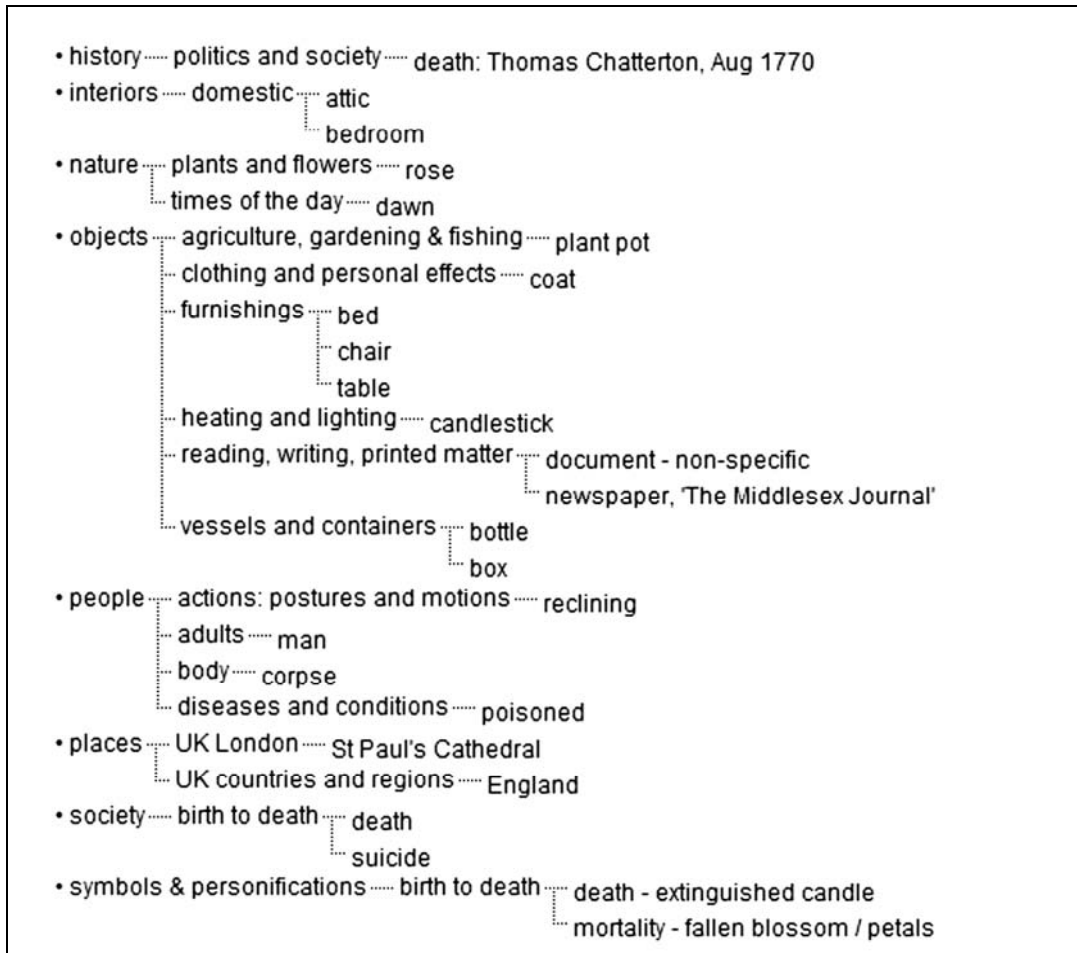 • history politics and society death: Thomas Chatterton, Aug 1770
• interiors domestic attic
bedroom
• nature plants and flowers rose
times of the day dawn
• objects agriculture, gardening & fishing plant pot
clothing and personal effects coat
furnishings bed
chair
table
heating and lighting candlestick
reading, writing, printed matter document - non-specific
newspaper, 'The Middlesex Journal'
vessels and containers bottle
box
• people actions: postures and motions reclining
adults man
body corpse
diseases and conditions poisoned
• places UK London St Paul's Cathedral
UK countries and regions England
• society birth to death death
suicide
• symbols & personifications birth to death death - extinguished candle
mortality - fallen blossom / petals